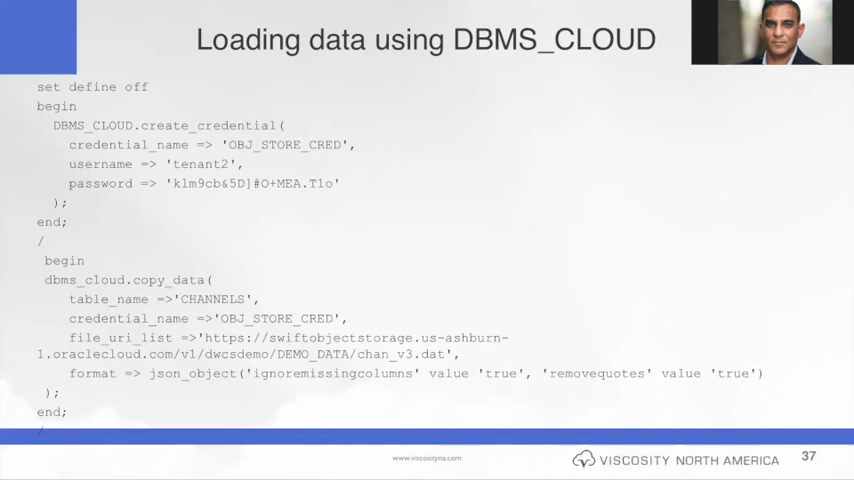 Loading data using DBMS_CLOUD
set define off
begin
DBMS_CLOUD.create_credential(
credential_name => 'OBJ_STORE_CRED',
username => 'tenant2',
password => 'klm9cb&5D]#O+MEA.T1o'
);
end;
/
begin
dbms_cloud.copy_data(
table_name =>'CHANNELS',
credential_name =>'OBJ_STORE_CRED',
file_uri_list =>'https://swiftobjectstorage.us-ashburn-
1.oraclecloud.com/v1/dwcsdemo/DEMO_DATA/chan_v3.dat',
format => json_object('ignoremissingcolumns' value 'true', 'removequotes' value 'true')
);
end;
/
www.viscosityna.com
VISCOSITY NORTH AMERICA
37